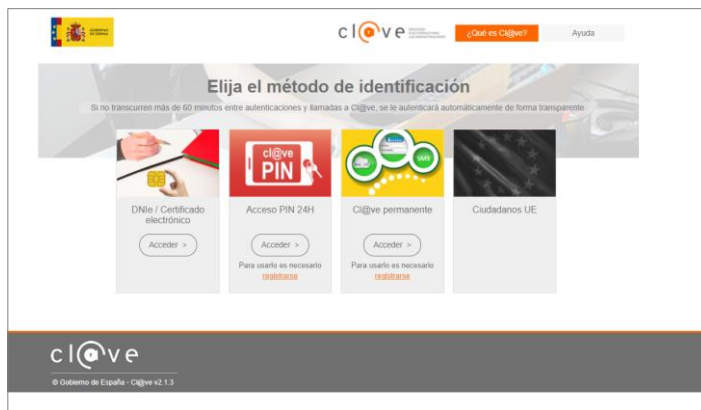 GOBIERNO
DE ESPAÑA
cl@ve
¿Qué es Cl@ve?
Ayuda
Elija el método de identificación
Si no transcurren más de 60 minutos entre autenticaciones y llamadas a Cl@ve, se le autenticará automáticamente de forma transparente.
cl@ve
PIN
SMS
DNIe / Certificado
electrónico
Acceder >
Acceso PIN 24H
Acceder >
Para usarlo es necesario
registrarse
Cl@ve permanente
Acceder >
Para usarlo es necesario
registrarse
Ciudadanos UE
cl@ve
© Gobierno de España - Cl@ve v2.1.3